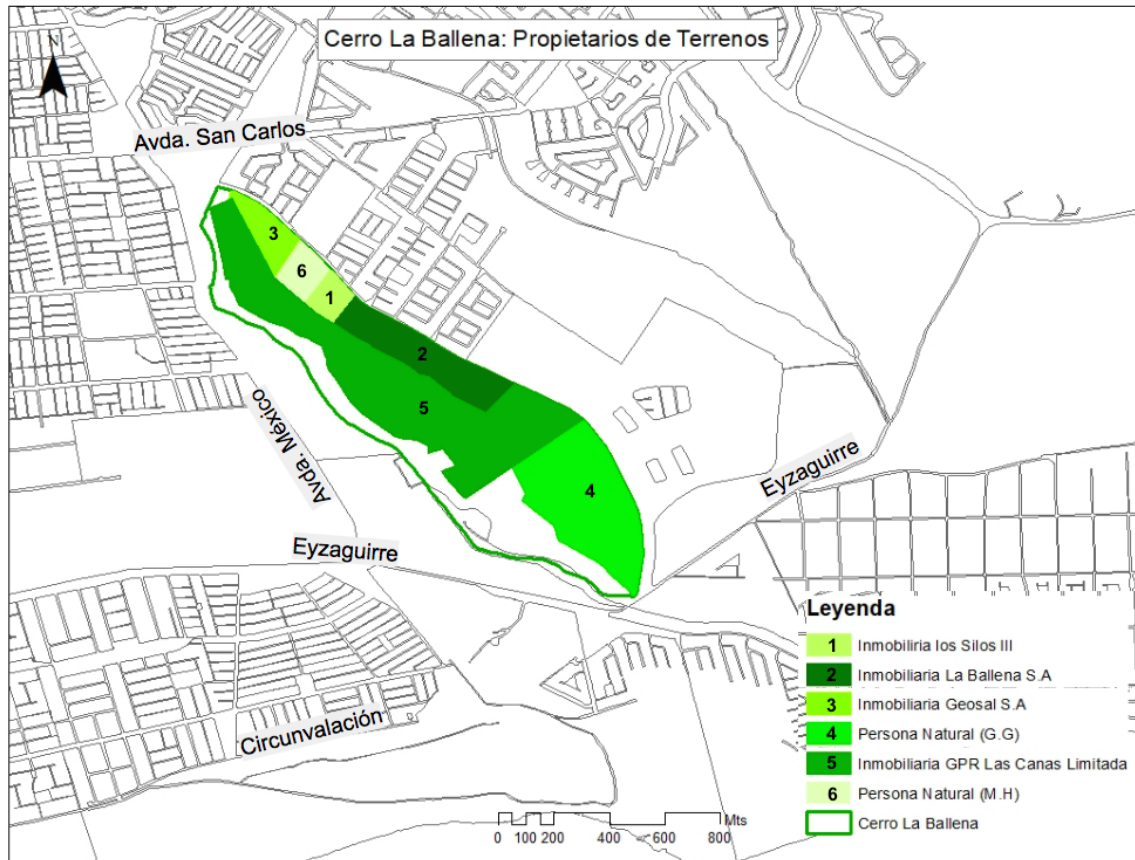 Cerro La Ballena: Propietarios de Terrenos
N
Avda. San Carlos
3
6
1
2
5
Avda. México
4
Eyzaguirre
Eyzaguirre
Circunvalación
Leyenda
1 Inmobiliria los Silos III
2 Inmobiliaria La Ballena S.A
3 Inmobiliaria Geosal S.A
4 Persona Natural (G.G)
5 Inmobiliaria GPR Las Canas Limitada
6 Persona Natural (M.H)
Cerro La Ballena
Mts
0 100 200 400 600 800